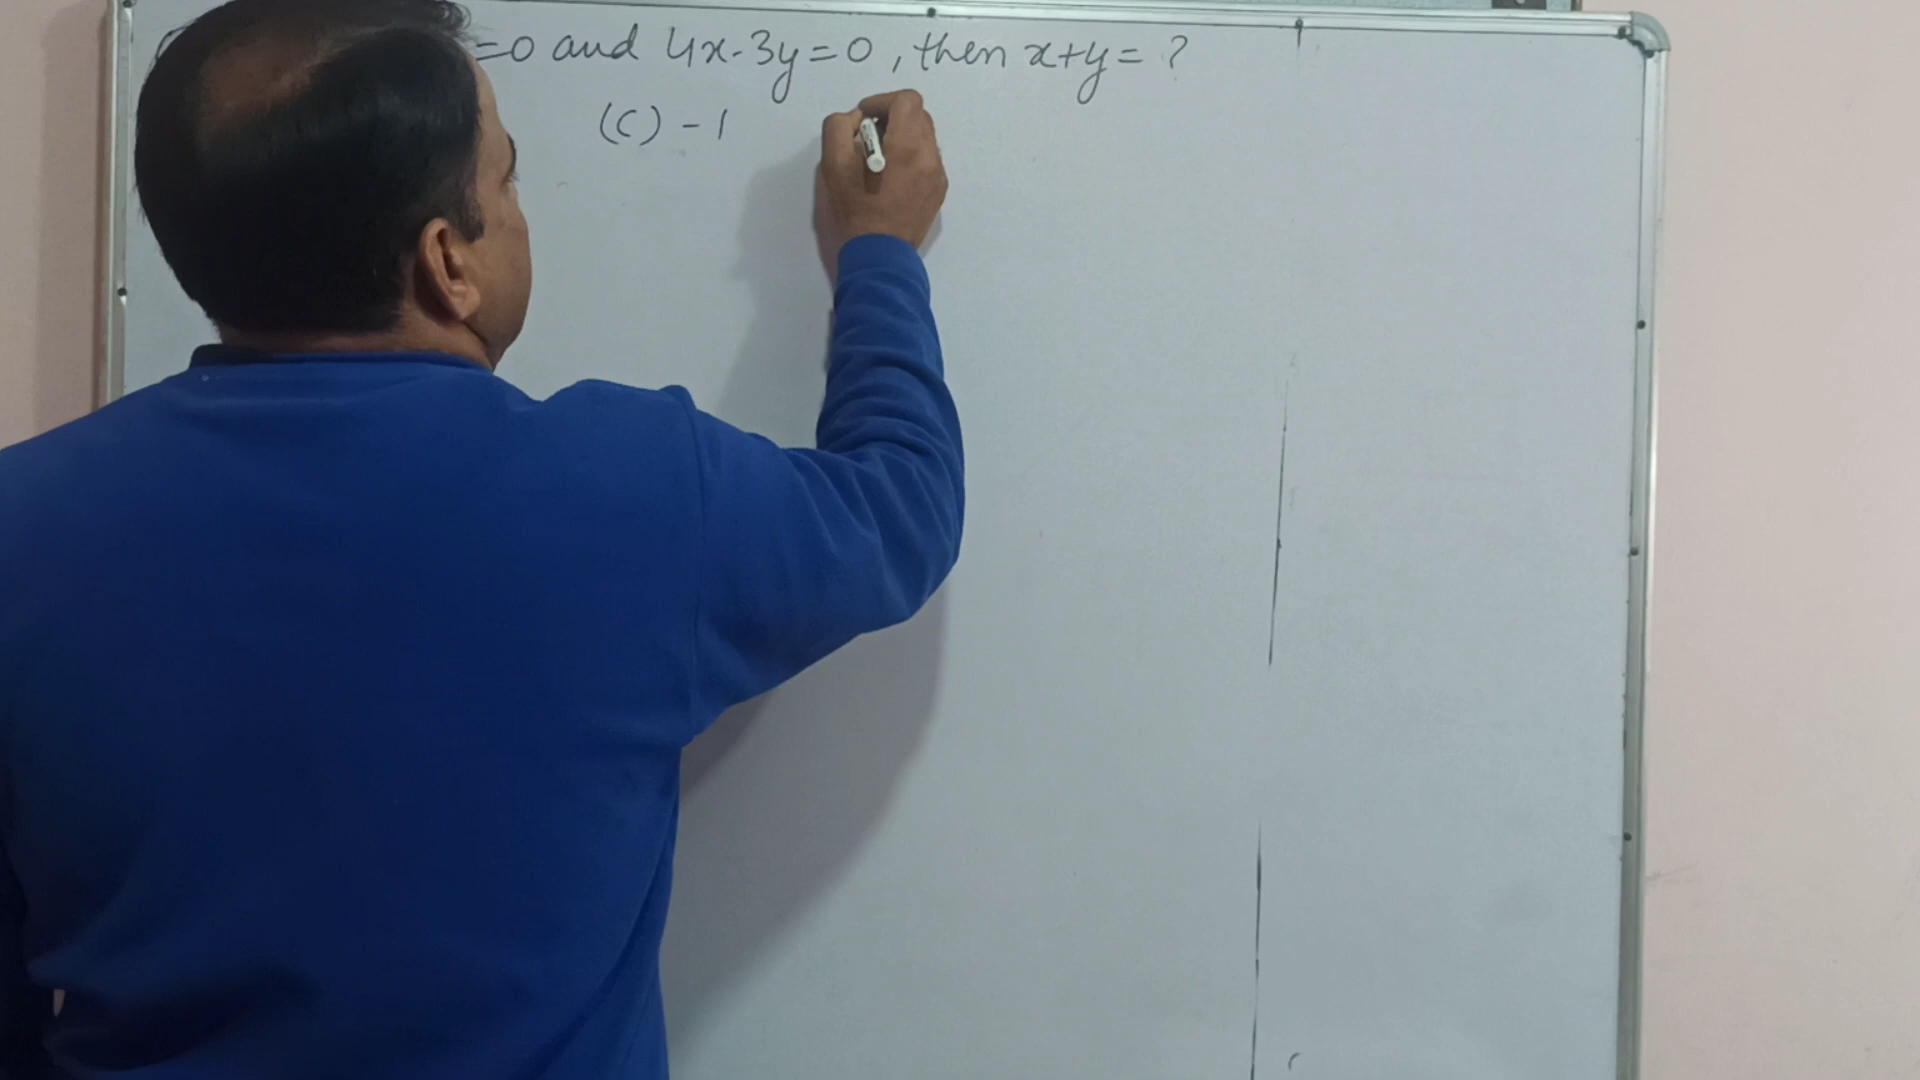 =0 and 4x-3y=0, then x+y= ?
(C) -1